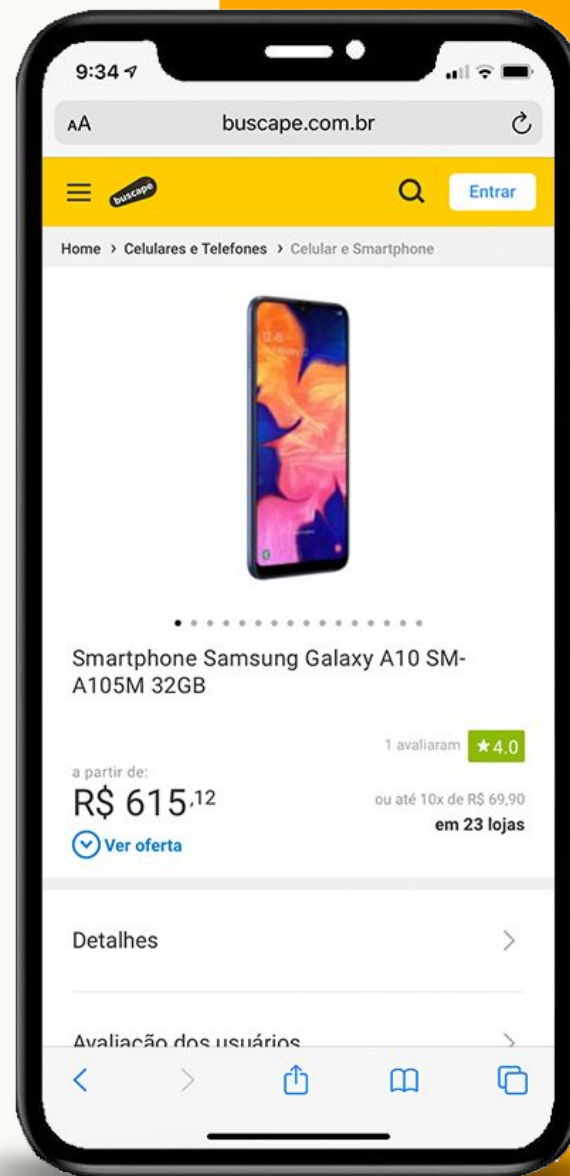 9:34
AA buscape.com.br
buscapé Entrar
Home > Celulares e Telefones > Celular e Smartphone
Smartphone Samsung Galaxy A10 SM-
A105M 32GB
1 avaliaram ★4.0
a partir de:
R$ 615,12
ou até 10x de R$ 69,90
em 23 lojas
Ver oferta
Detalhes
Avaliação dos usuários